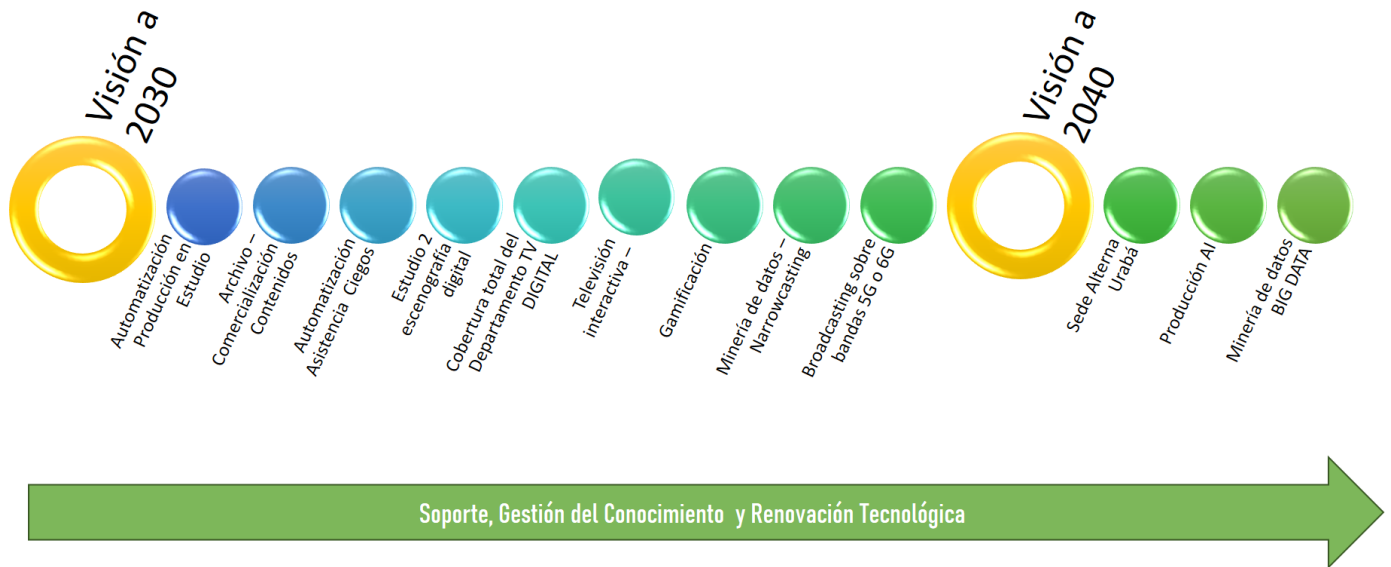 Visión a
2030
Automatización
Producción en
Estudio
Archivo –
Comercialización
Contenidos
Automatización
Asistencia Ciegos
Estudio 2
escenografía
digital
Cobertura total del
Departamento TV
DIGITAL
Televisión
interactiva –
Gamificación
Minería de datos –
Narrowcasting
Broadcasting sobre
bandas 5G o 6G
Visión a
2040
Sede Alterna
Urabá
Producción AI
Minería de datos
BIG DATA
Soporte, Gestión del Conocimiento y Renovación Tecnológica